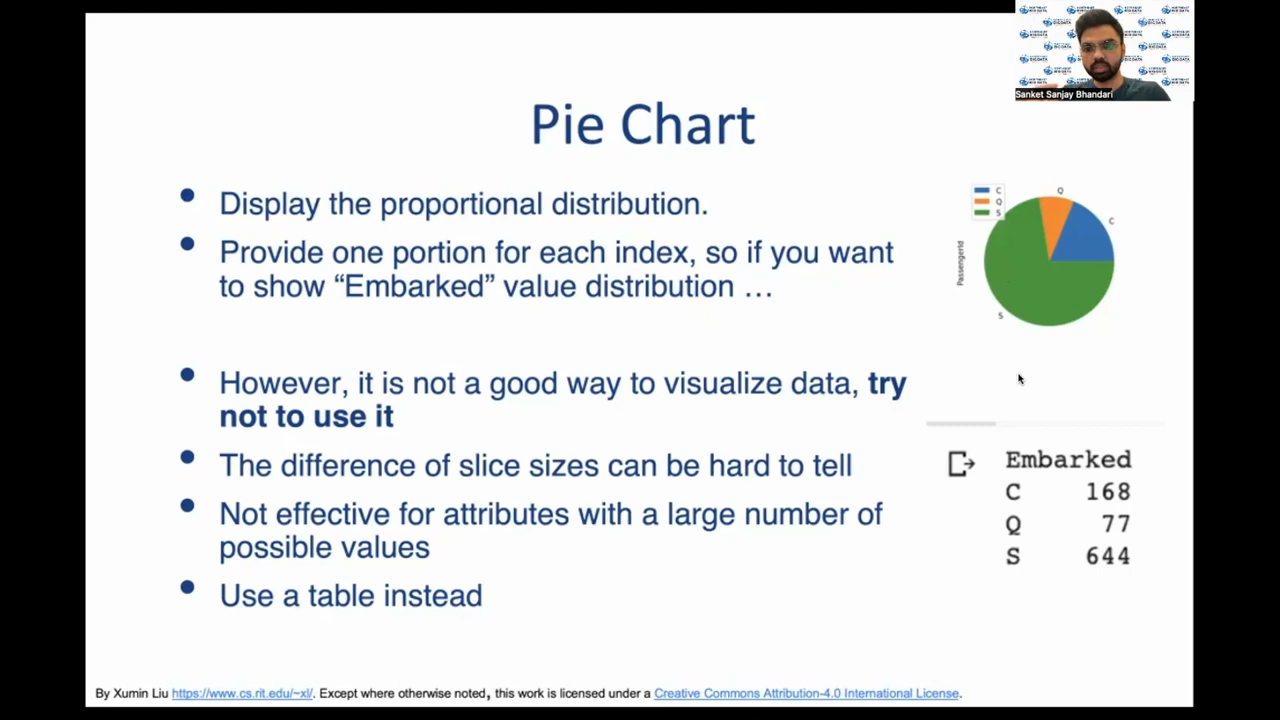 Sanket Sanjay Bhandari
Pie Chart
Display the proportional distribution.
Provide one portion for each index, so if you want
to show “Embarked” value distribution …
However, it is not a good way to visualize data, try
not to use it
The difference of slice sizes can be hard to tell
Not effective for attributes with a large number of
possible values
Use a table instead
C
Q
S
Q
C
PassengerId
S
Embarked
C 168
Q 77
S 644
By Xumin Liu https://www.cs.rit.edu/~xl/. Except where otherwise noted, this work is licensed under a Creative Commons Attribution-4.0 International License.